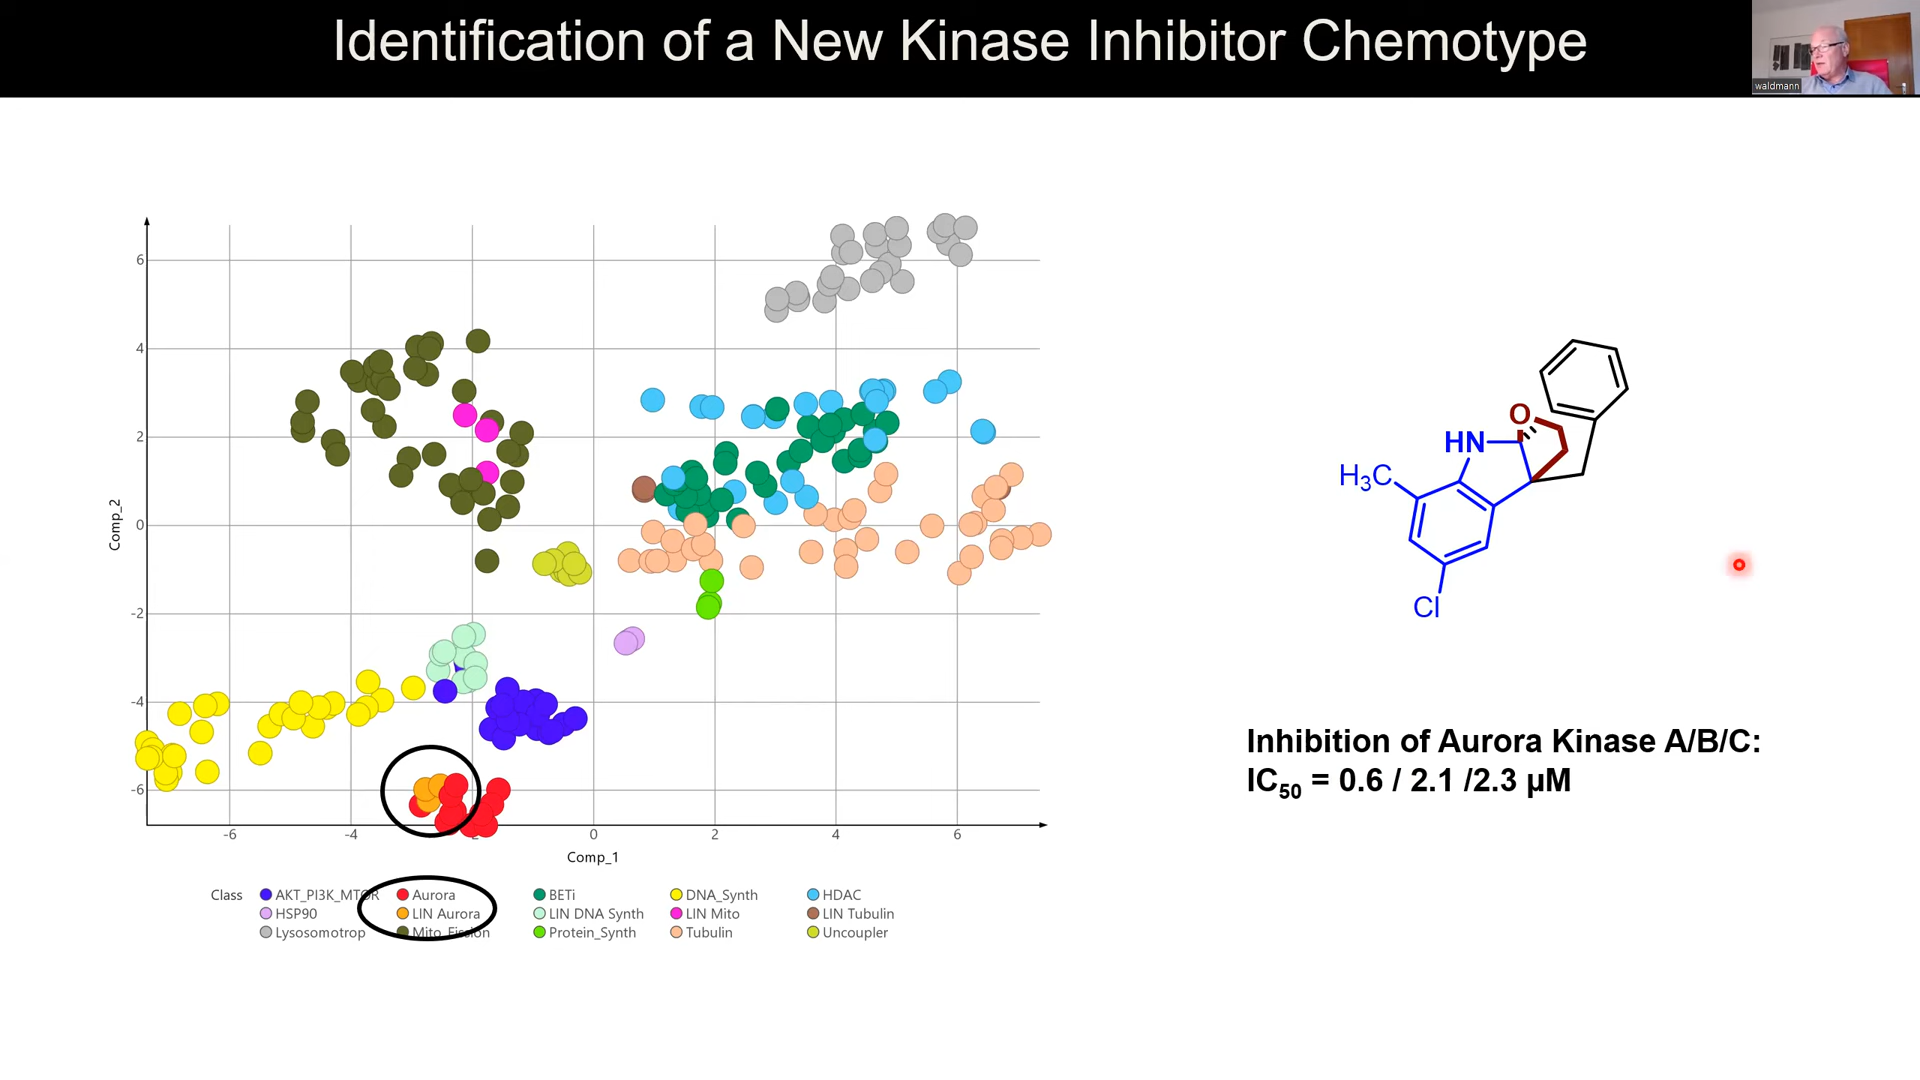 Identification of a New Kinase Inhibitor Chemotype
waldmann
6
4
2
0
-2
-4
-6
Comp_2
-6
-4
0
2
4
6
Comp_1
Class
AKT_PI3K_MTOR
Aurora
BETi
DNA_Synth
HDAC
HSP90
LIN Aurora
LIN DNA Synth
LIN Mito
LIN Tubulin
Lysosomotrop
Mito_Fission
Protein_Synth
Tubulin
Uncoupler
O
HN
H3C
Cl
Inhibition of Aurora Kinase A/B/C:
IC50 = 0.6 / 2.1 /2.3 µM